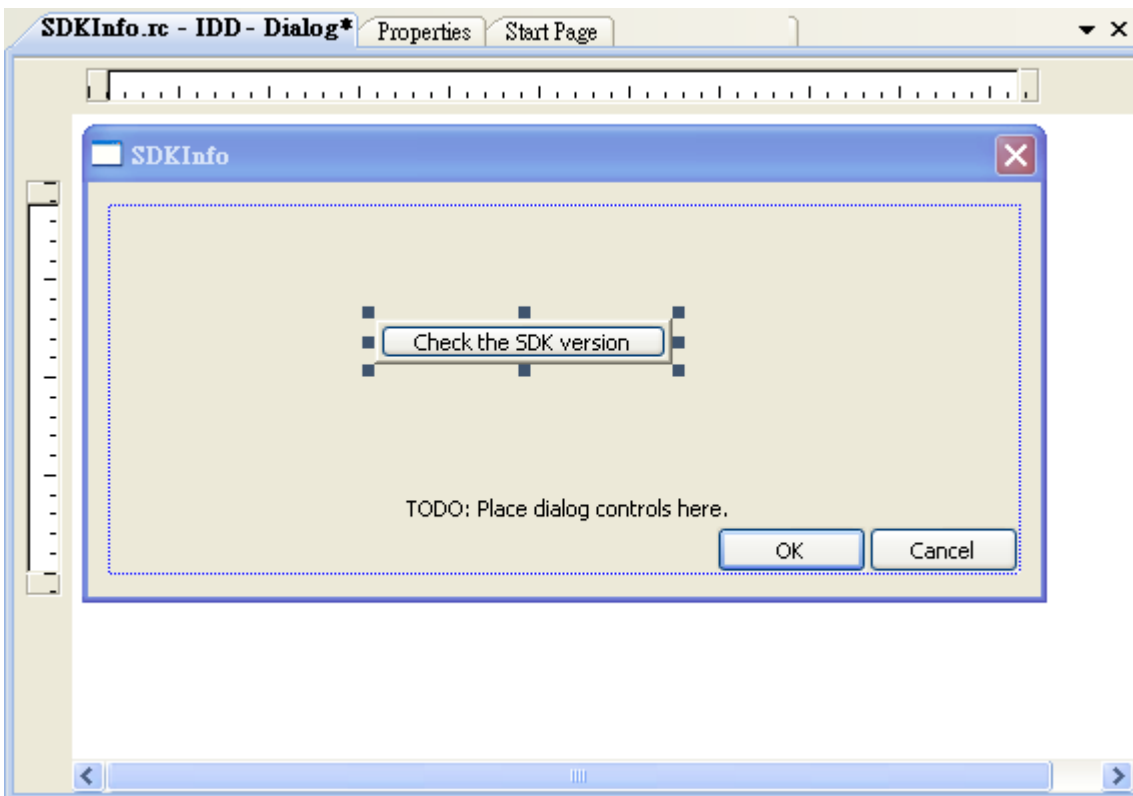 SDKInfo.rc - IDD - Dialog* Properties Start Page
SDKInfo
Check the SDK version
TODO: Place dialog controls here.
OK Cancel